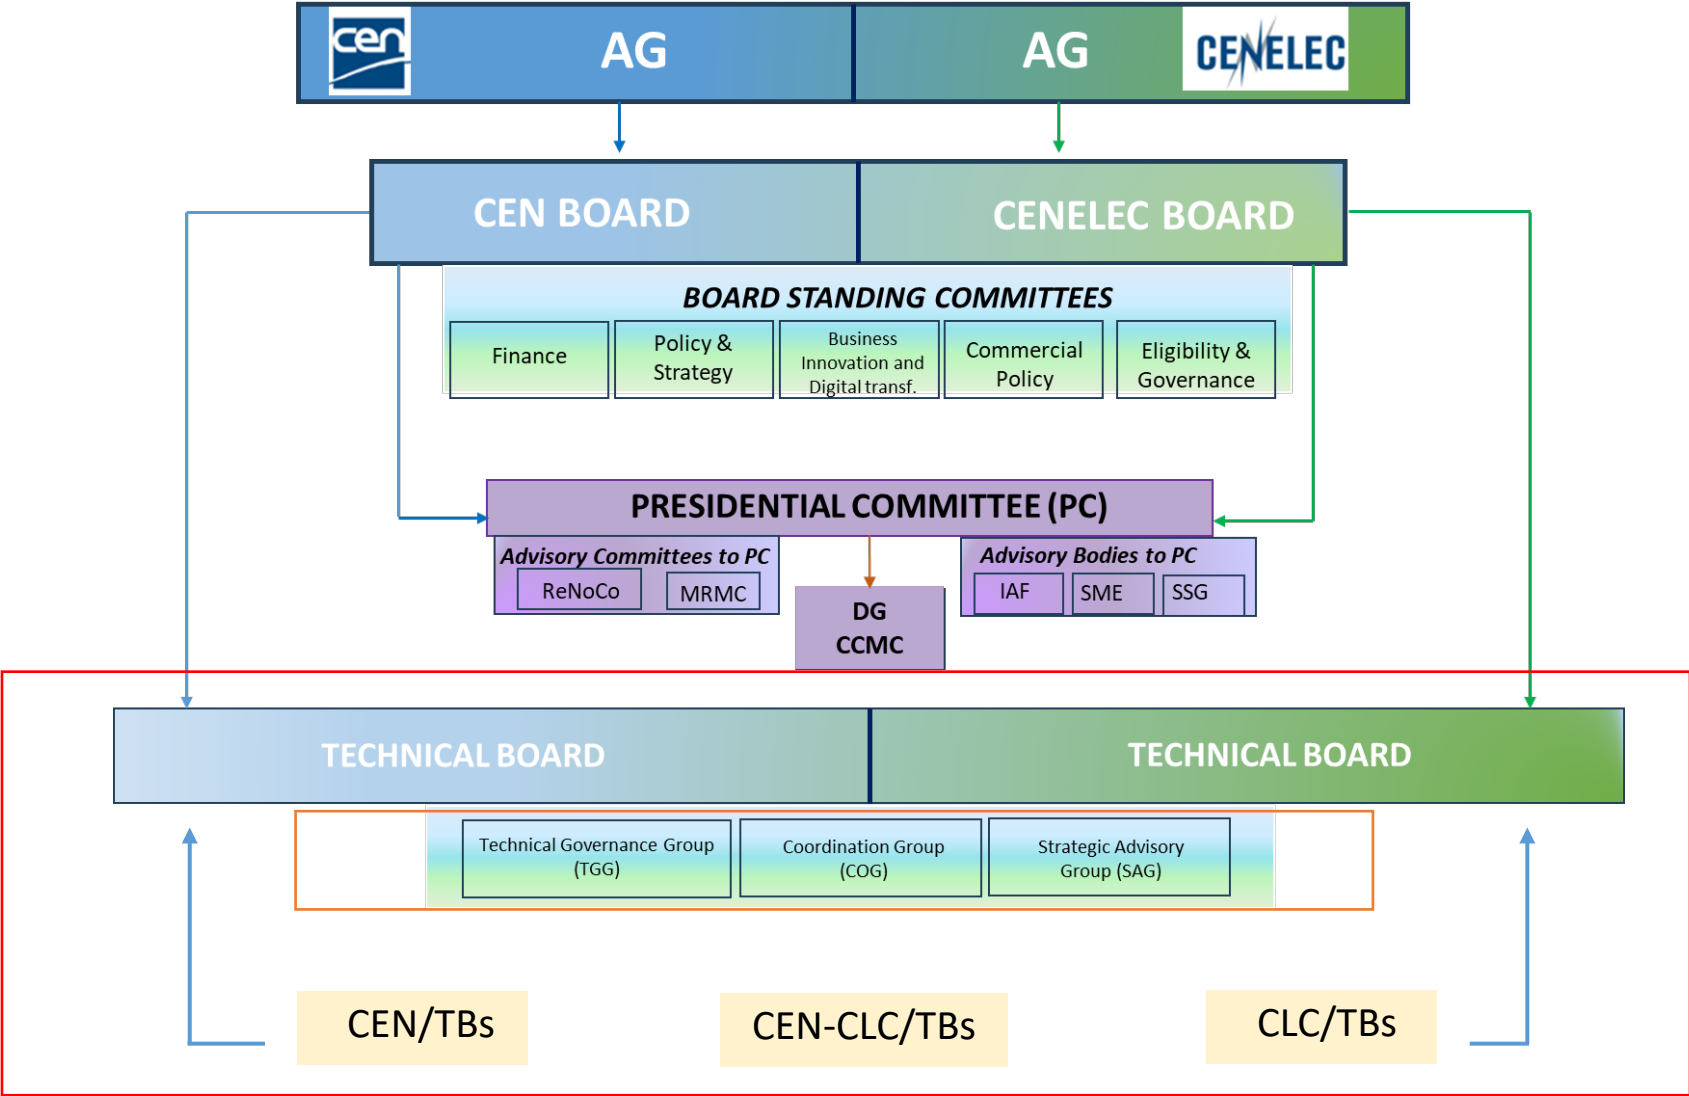 cen
AG
AG
CENELEC
CEN BOARD
CENELEC BOARD
BOARD STANDING COMMITTEES
Finance
Policy &
Strategy
Business
Innovation and
Digital transf.
Commercial
Policy
Eligibility &
Governance
PRESIDENTIAL COMMITTEE (PC)
Advisory Committees to PC
ReNoCo
MRMC
Advisory Bodies to PC
IAF
SME
SSG
DG
CCMC
TECHNICAL BOARD
TECHNICAL BOARD
Technical Governance Group
(TGG)
Coordination Group
(COG)
Strategic Advisory
Group (SAG)
CEN/TBs
CEN-CLC/TBs
CLC/TBs